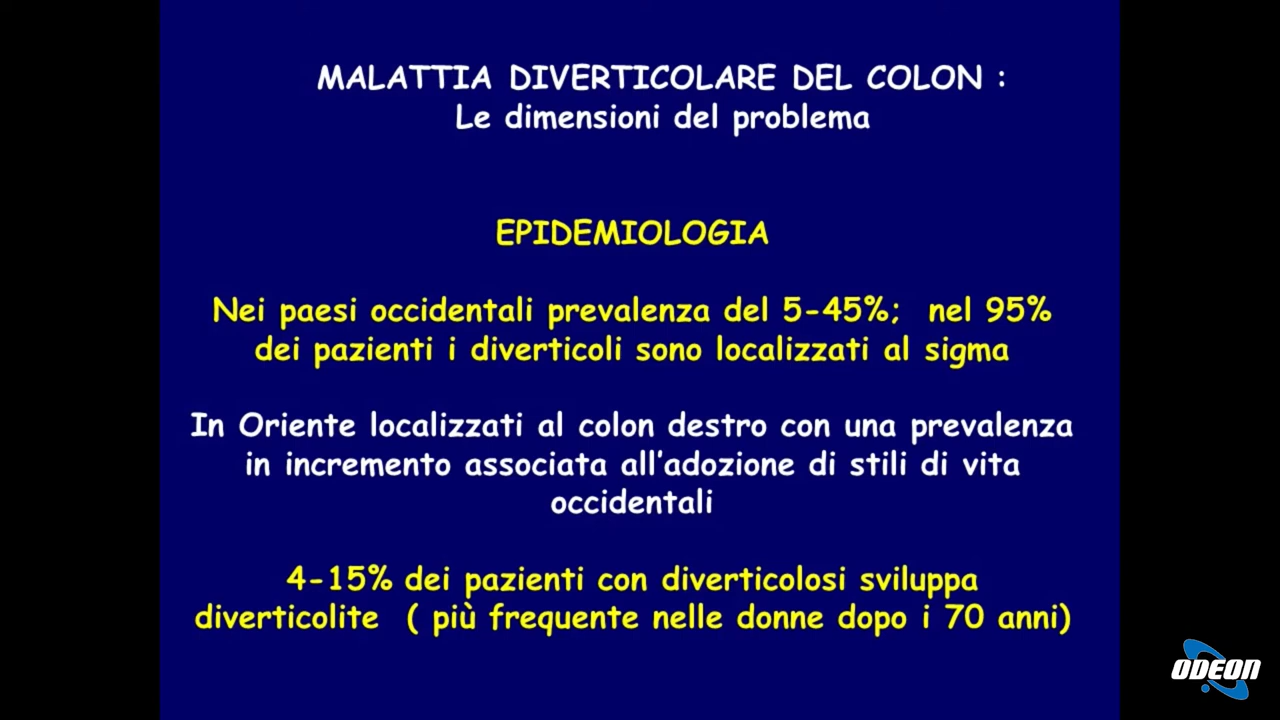 MALATTIA DIVERTICOLARE DEL COLON :
Le dimensioni del problema
EPIDEMIOLOGIA
Nei paesi occidentali prevalenza del 5-45%; nel 95%
dei pazienti i diverticoli sono localizzati al sigma
In Oriente localizzati al colon destro con una prevalenza
in incremento associata all'adozione di stili di vita
occidentali
4-15% dei pazienti con diverticolosi sviluppa
diverticolite ( più frequente nelle donne dopo i 70 anni)
ODEON